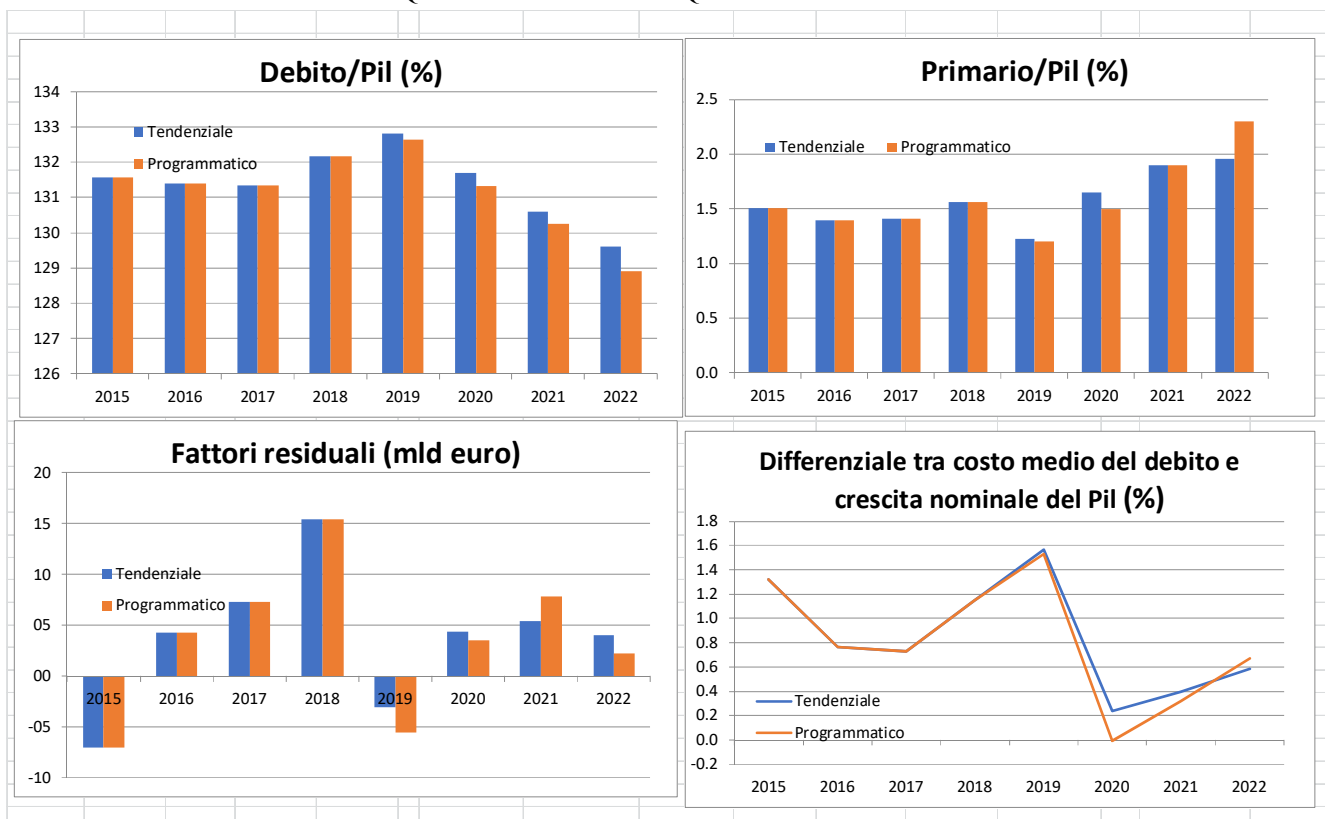 Debito/Pil (%)
134
133
132
131
130
129
128
127
126
Tendenziale
Programmatico
2015 2016 2017 2018 2019 2020 2021 2022
Primario/Pil (%)
2.5
2.0
1.5
1.0
0.5
0.0
Tendenziale Programmatico
2015 2016 2017 2018 2019 2020 2021 2022
Fattori residuali (mld euro)
20
15
10
05
00
-05
-10
Tendenziale
Programmatico
2015 2016 2017 2018 2019 2020 2021 2022
Differenziale tra costo medio del debito e
crescita nominale del Pil (%)
1.8
1.6
1.4
1.2
1.0
0.8
0.6
0.4
0.2
0.0
-0.2
Tendenziale
Programmatico
2015 2016 2017 2018 2019 2020 2021 2022